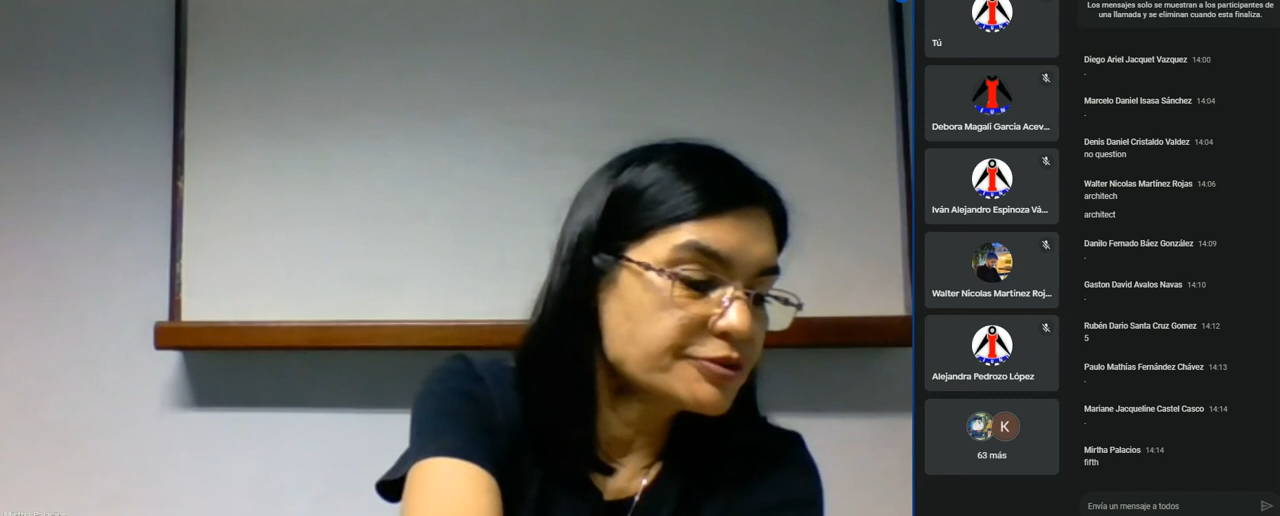 Tú
Debora Magali Garcia Acev...
Iván Alejandro Espinoza Vá...
Walter Nicolas Martínez Roj...
Alejandra Pedrozo López
K
63 más
Los mensajes solo se muestran a los participantes de
una llamada y se eliminan cuando esta finaliza.
Diego Ariel Jacquet Vazquez 14:00
.
Marcelo Daniel Isasa Sánchez 14:04
.
Denis Daniel Cristaldo Valdez 14:04
no question
Walter Nicolas Martínez Rojas 14:06
architech
architect
Danilo Fernado Báez González 14:09
.
Gaston David Avalos Navas 14:10
.
Rubén Dario Santa Cruz Gomez 14:12
5
Paulo Mathías Fernández Chávez 14:13
.
Mariane Jacqueline Castel Casco 14:14
.
Mirtha Palacios 14:14
fifth
Envía un mensaje a todos
Mirtha Palacios